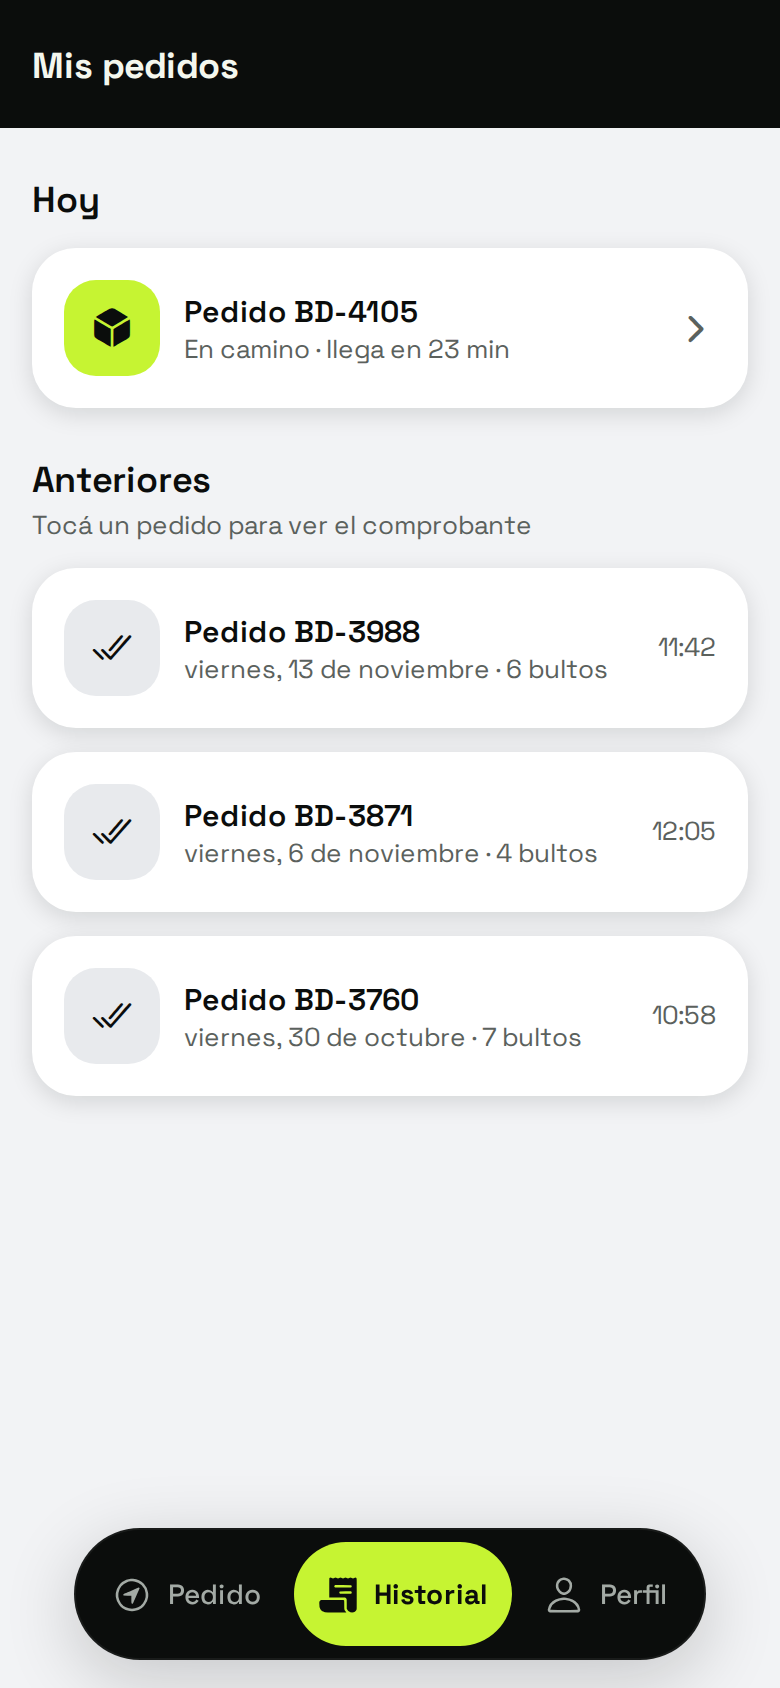 Mis pedidos
Hoy
Pedido BD-4105
En camino · llega en 23 min
Anteriores
Tocá un pedido para ver el comprobante
Pedido BD-3988
viernes, 13 de noviembre · 6 bultos
11:42
Pedido BD-3871
viernes, 6 de noviembre · 4 bultos
12:05
Pedido BD-3760
viernes, 30 de octubre · 7 bultos
10:58
Pedido
Historial
Perfil